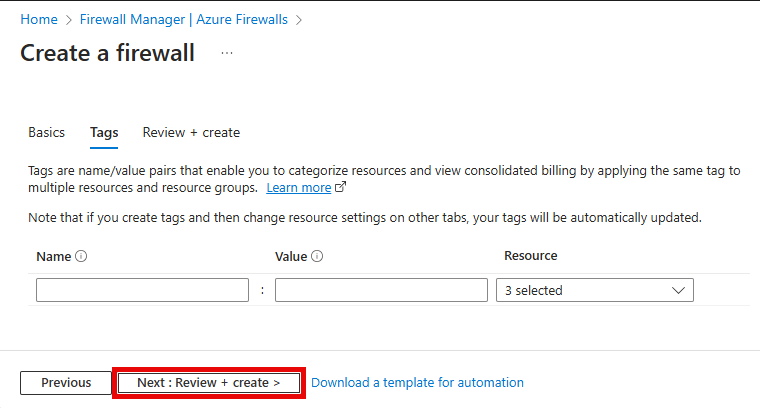 Home > Firewall Manager | Azure Firewalls >
Create a firewall ...
Basics Tags Review + create
Tags are name/value pairs that enable you to categorize resources and view consolidated billing by applying the same tag to
multiple resources and resource groups. Learn more
Note that if you create tags and then change resource settings on other tabs, your tags will be automatically updated.
Name Value Resource
: 3 selected
Previous Next : Review + create > Download a template for automation